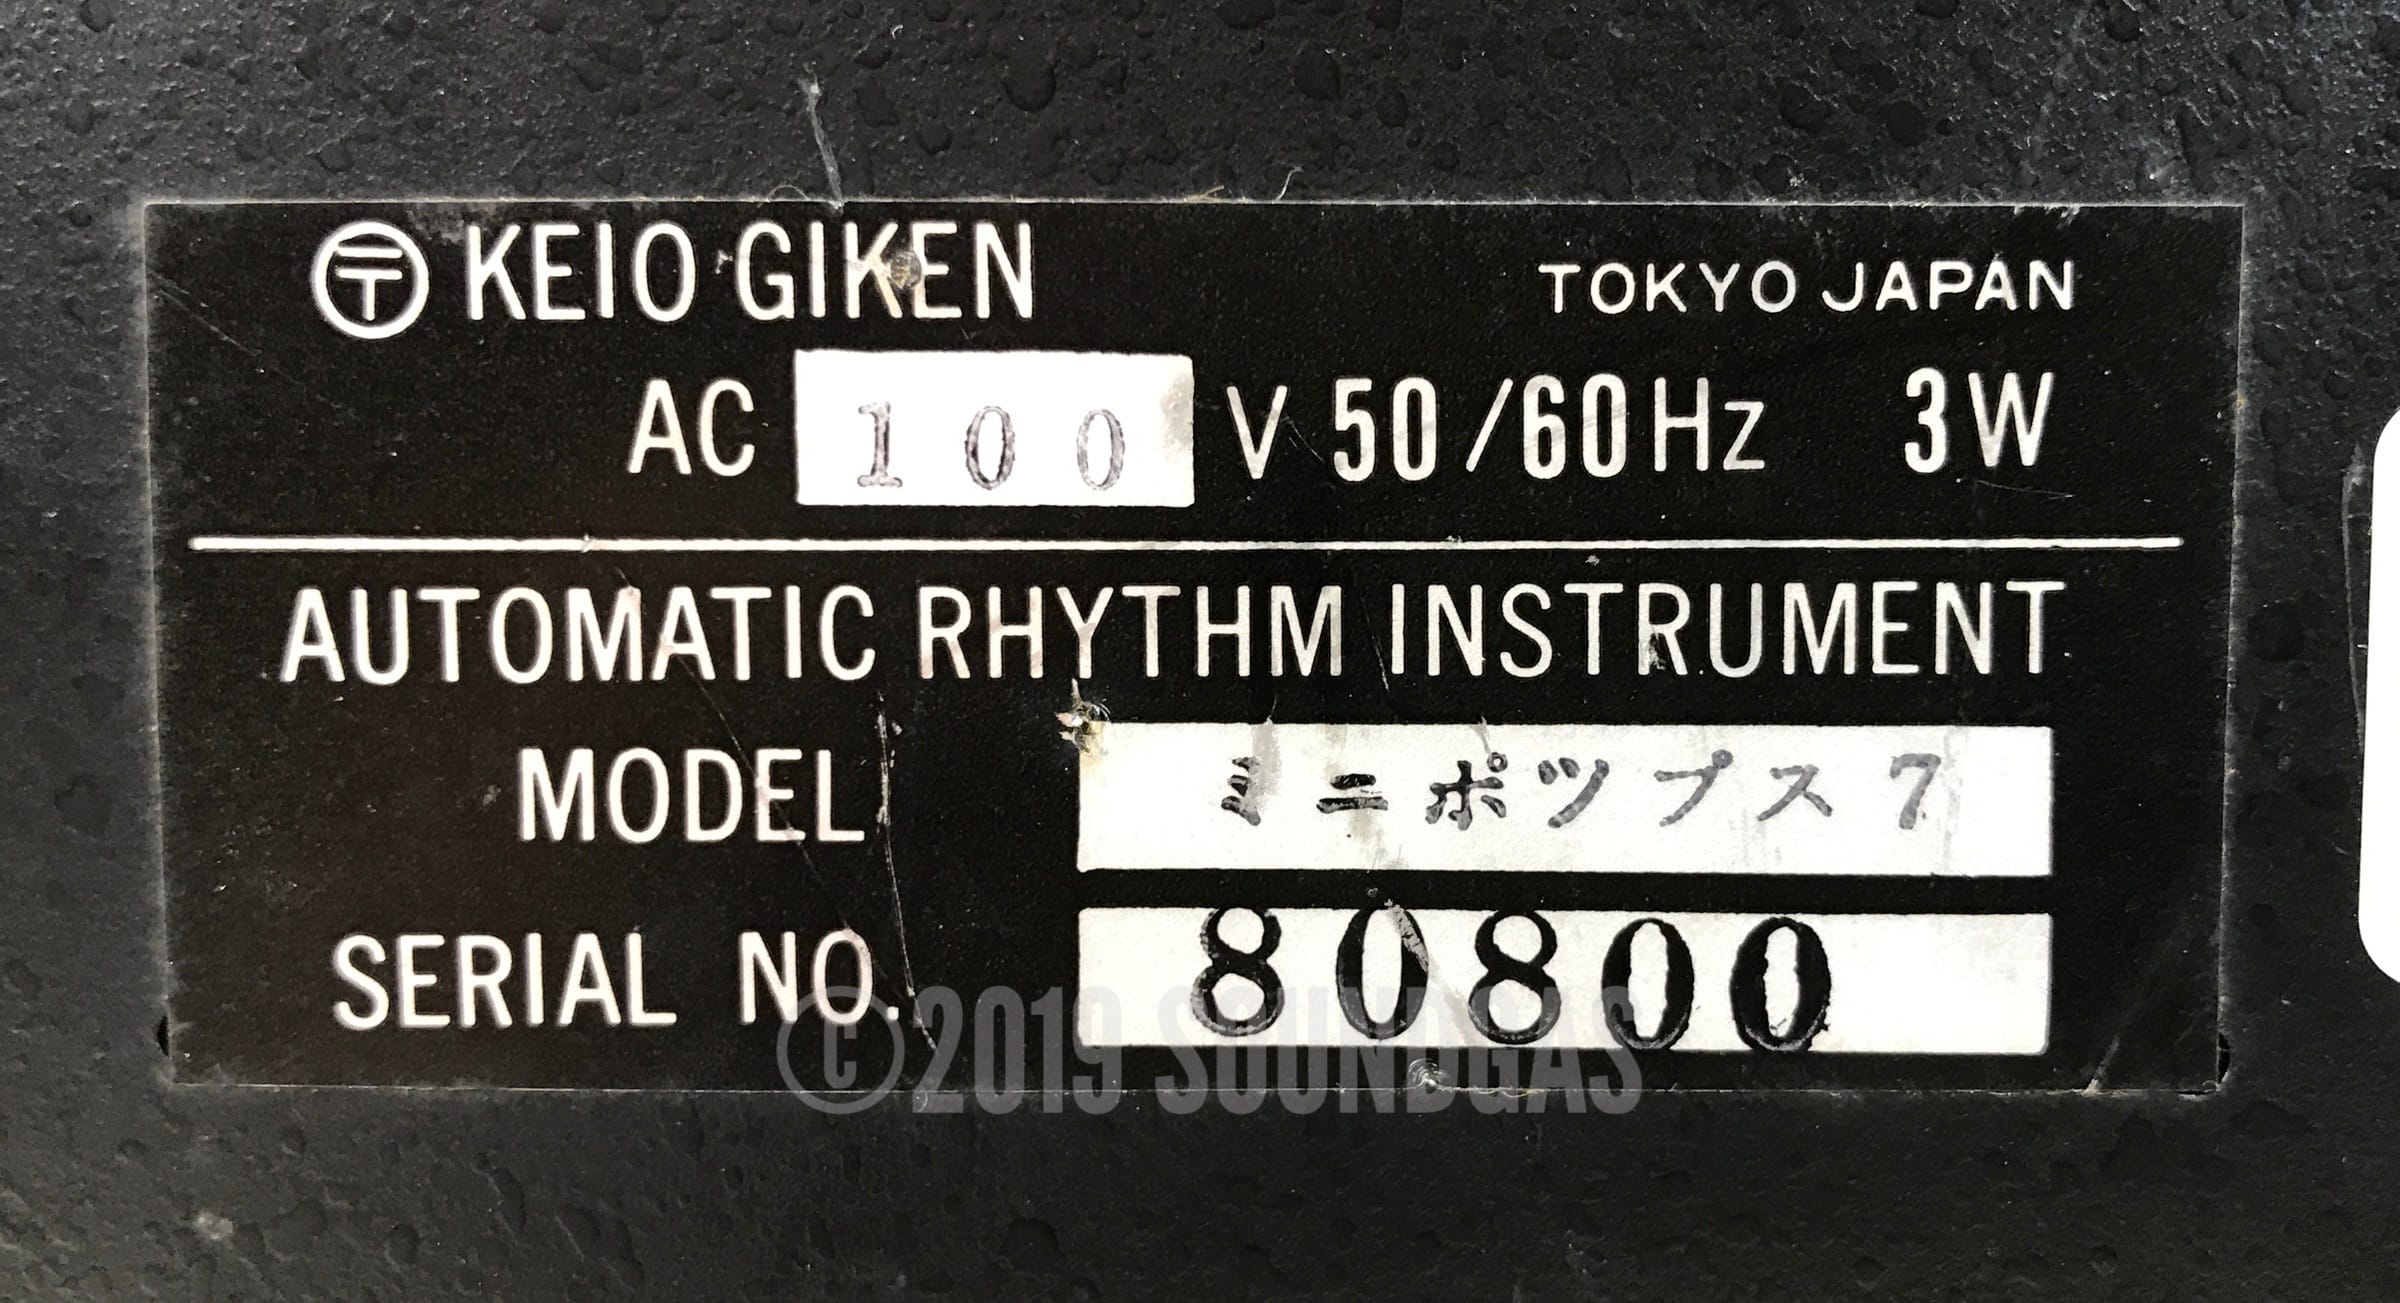 〶 KEIO GIKEN TOKYO JAPAN
AC 100 V 50/60Hz 3W
AUTOMATIC RHYTHM INSTRUMENT
MODEL ミニポツプス7
SERIAL NO. 80800
©2019 SOUNDGAS